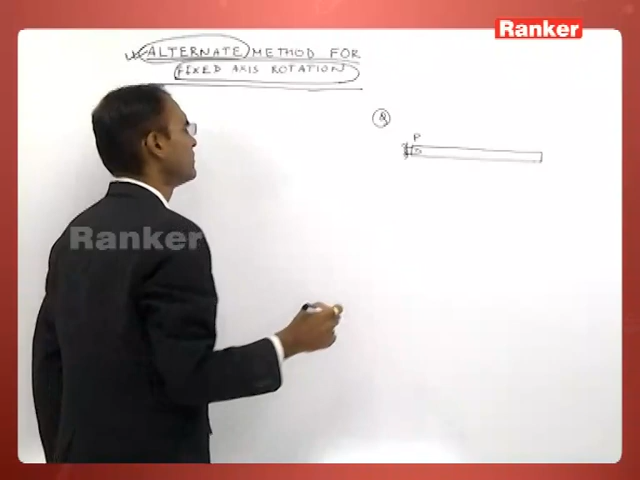 Ranker
ALTERNATE METHOD FOR
FIXED AXIS ROTATION
Q
P
Ranker